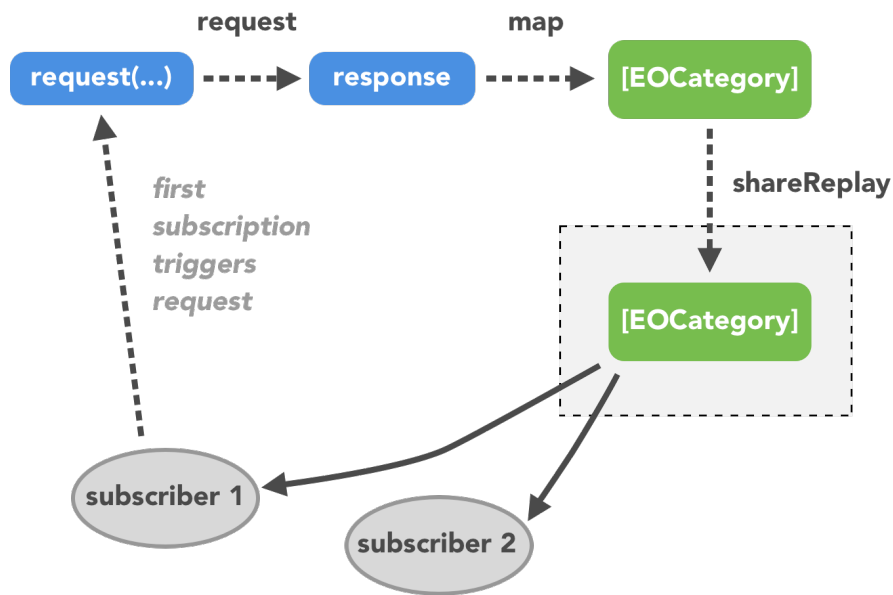 request
map
request(...)
response
[EOCategory]
shareReplay
first
subscription
triggers
request
[EOCategory]
subscriber 1
subscriber 2